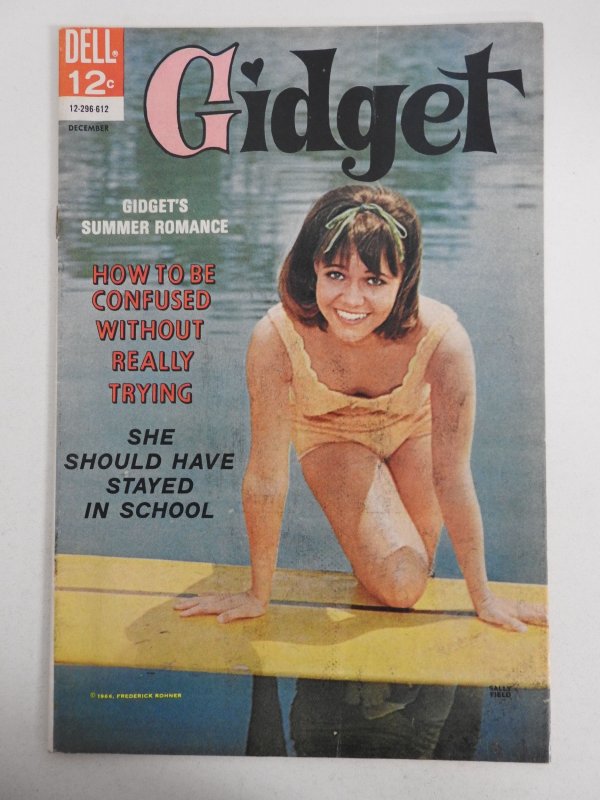 DELL®
12c
12-296-612
DECEMBER
Gidget
GIDGET'S
SUMMER ROMANCE
HOW TO BE
CONFUSED
WITHOUT
REALLY
TRYING
SHE
SHOULD HAVE
STAYED
IN SCHOOL
© 1966, FREDERICK KOHNER
SALLY
FIELD